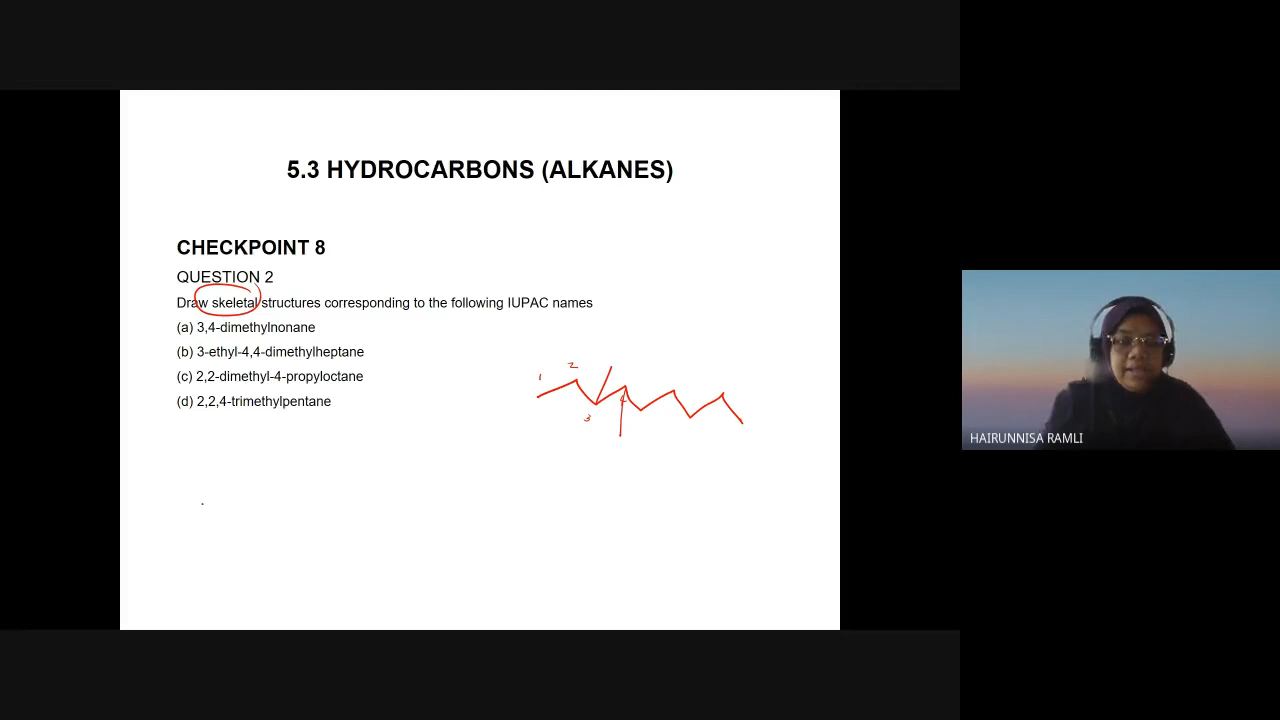 5.3 HYDROCARBONS (ALKANES)
CHECKPOINT 8
QUESTION 2
Draw skeletal structures corresponding to the following IUPAC names
(a) 3,4-dimethylnonane
(b) 3-ethyl-4,4-dimethylheptane
(c) 2,2-dimethyl-4-propyloctane
(d) 2,2,4-trimethylpentane
1 2
3 4
HAIRUNNISA RAMLI